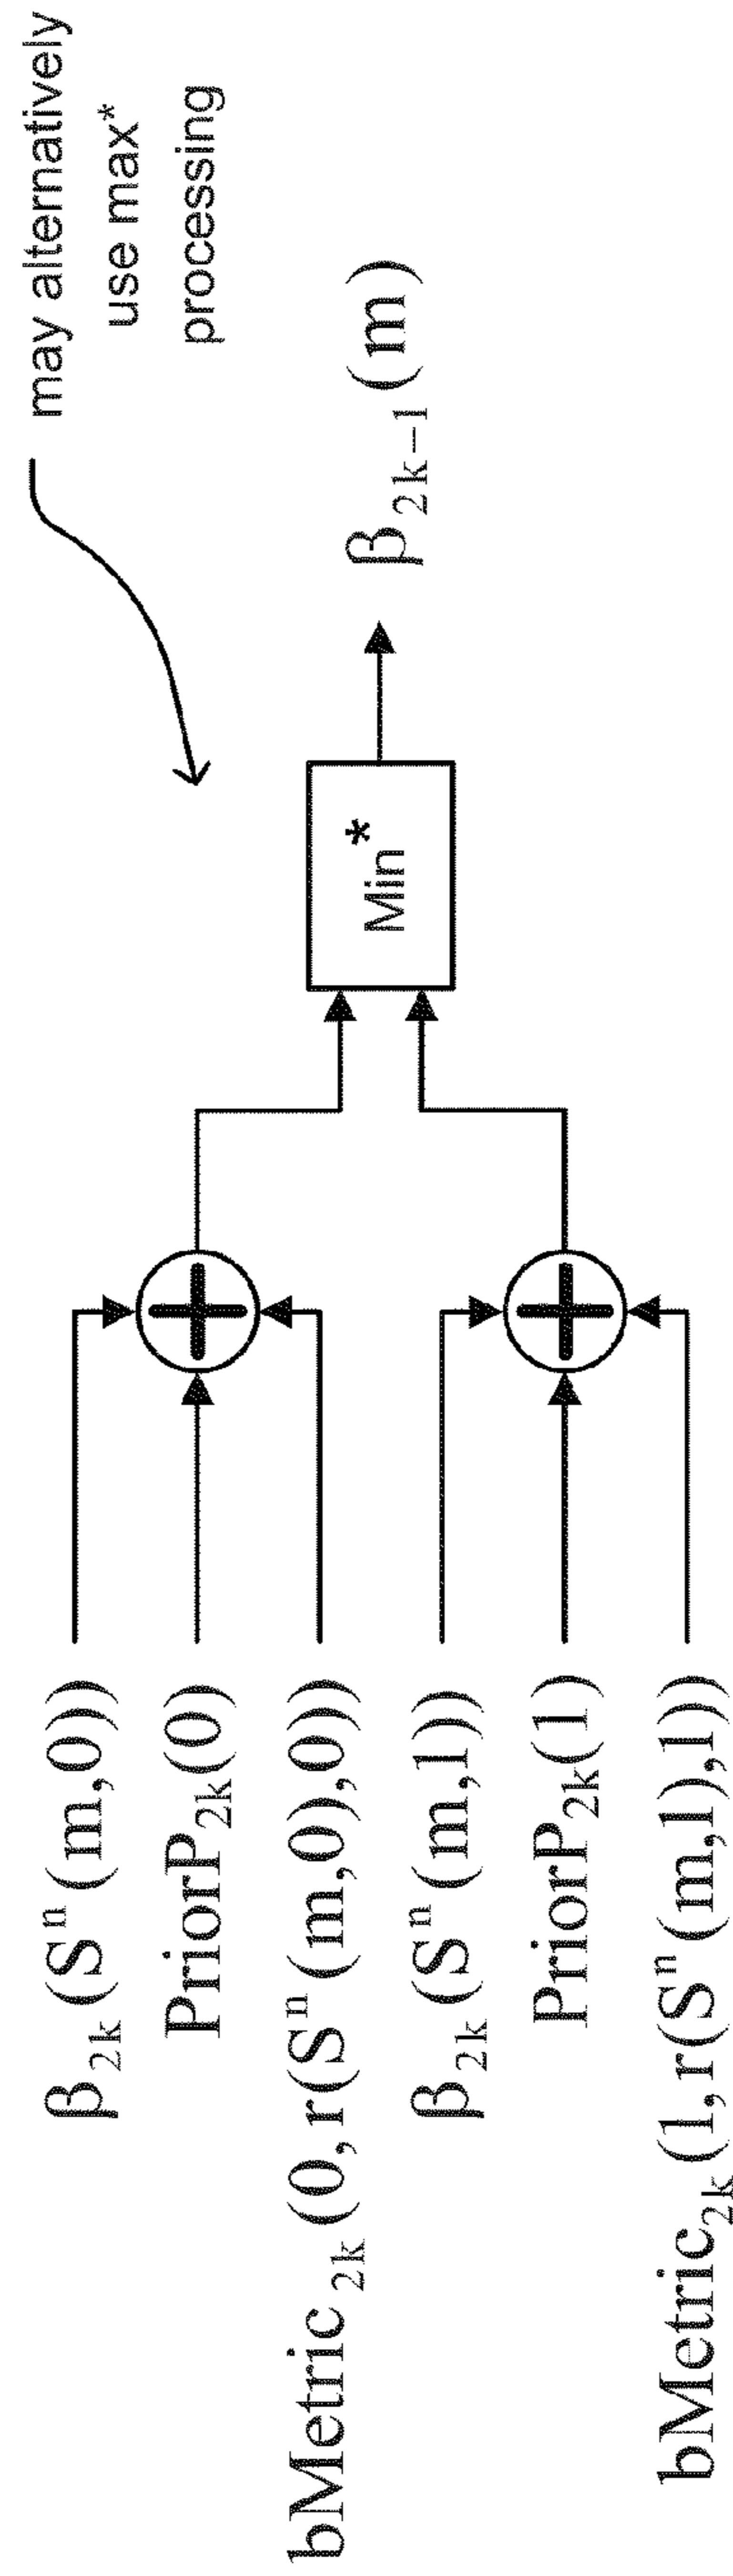 may alternatively
use max*
processing
β₂ₖ(Sⁿ(m,0))
PriorP₂ₖ(0)
bMetric₂ₖ(0,r(Sⁿ(m,0),0))
β₂ₖ(Sⁿ(m,1))
PriorP₂ₖ(1)
bMetric₂ₖ(1,r(Sⁿ(m,1),1))
Min*
β₂ₖ₋₁(m)